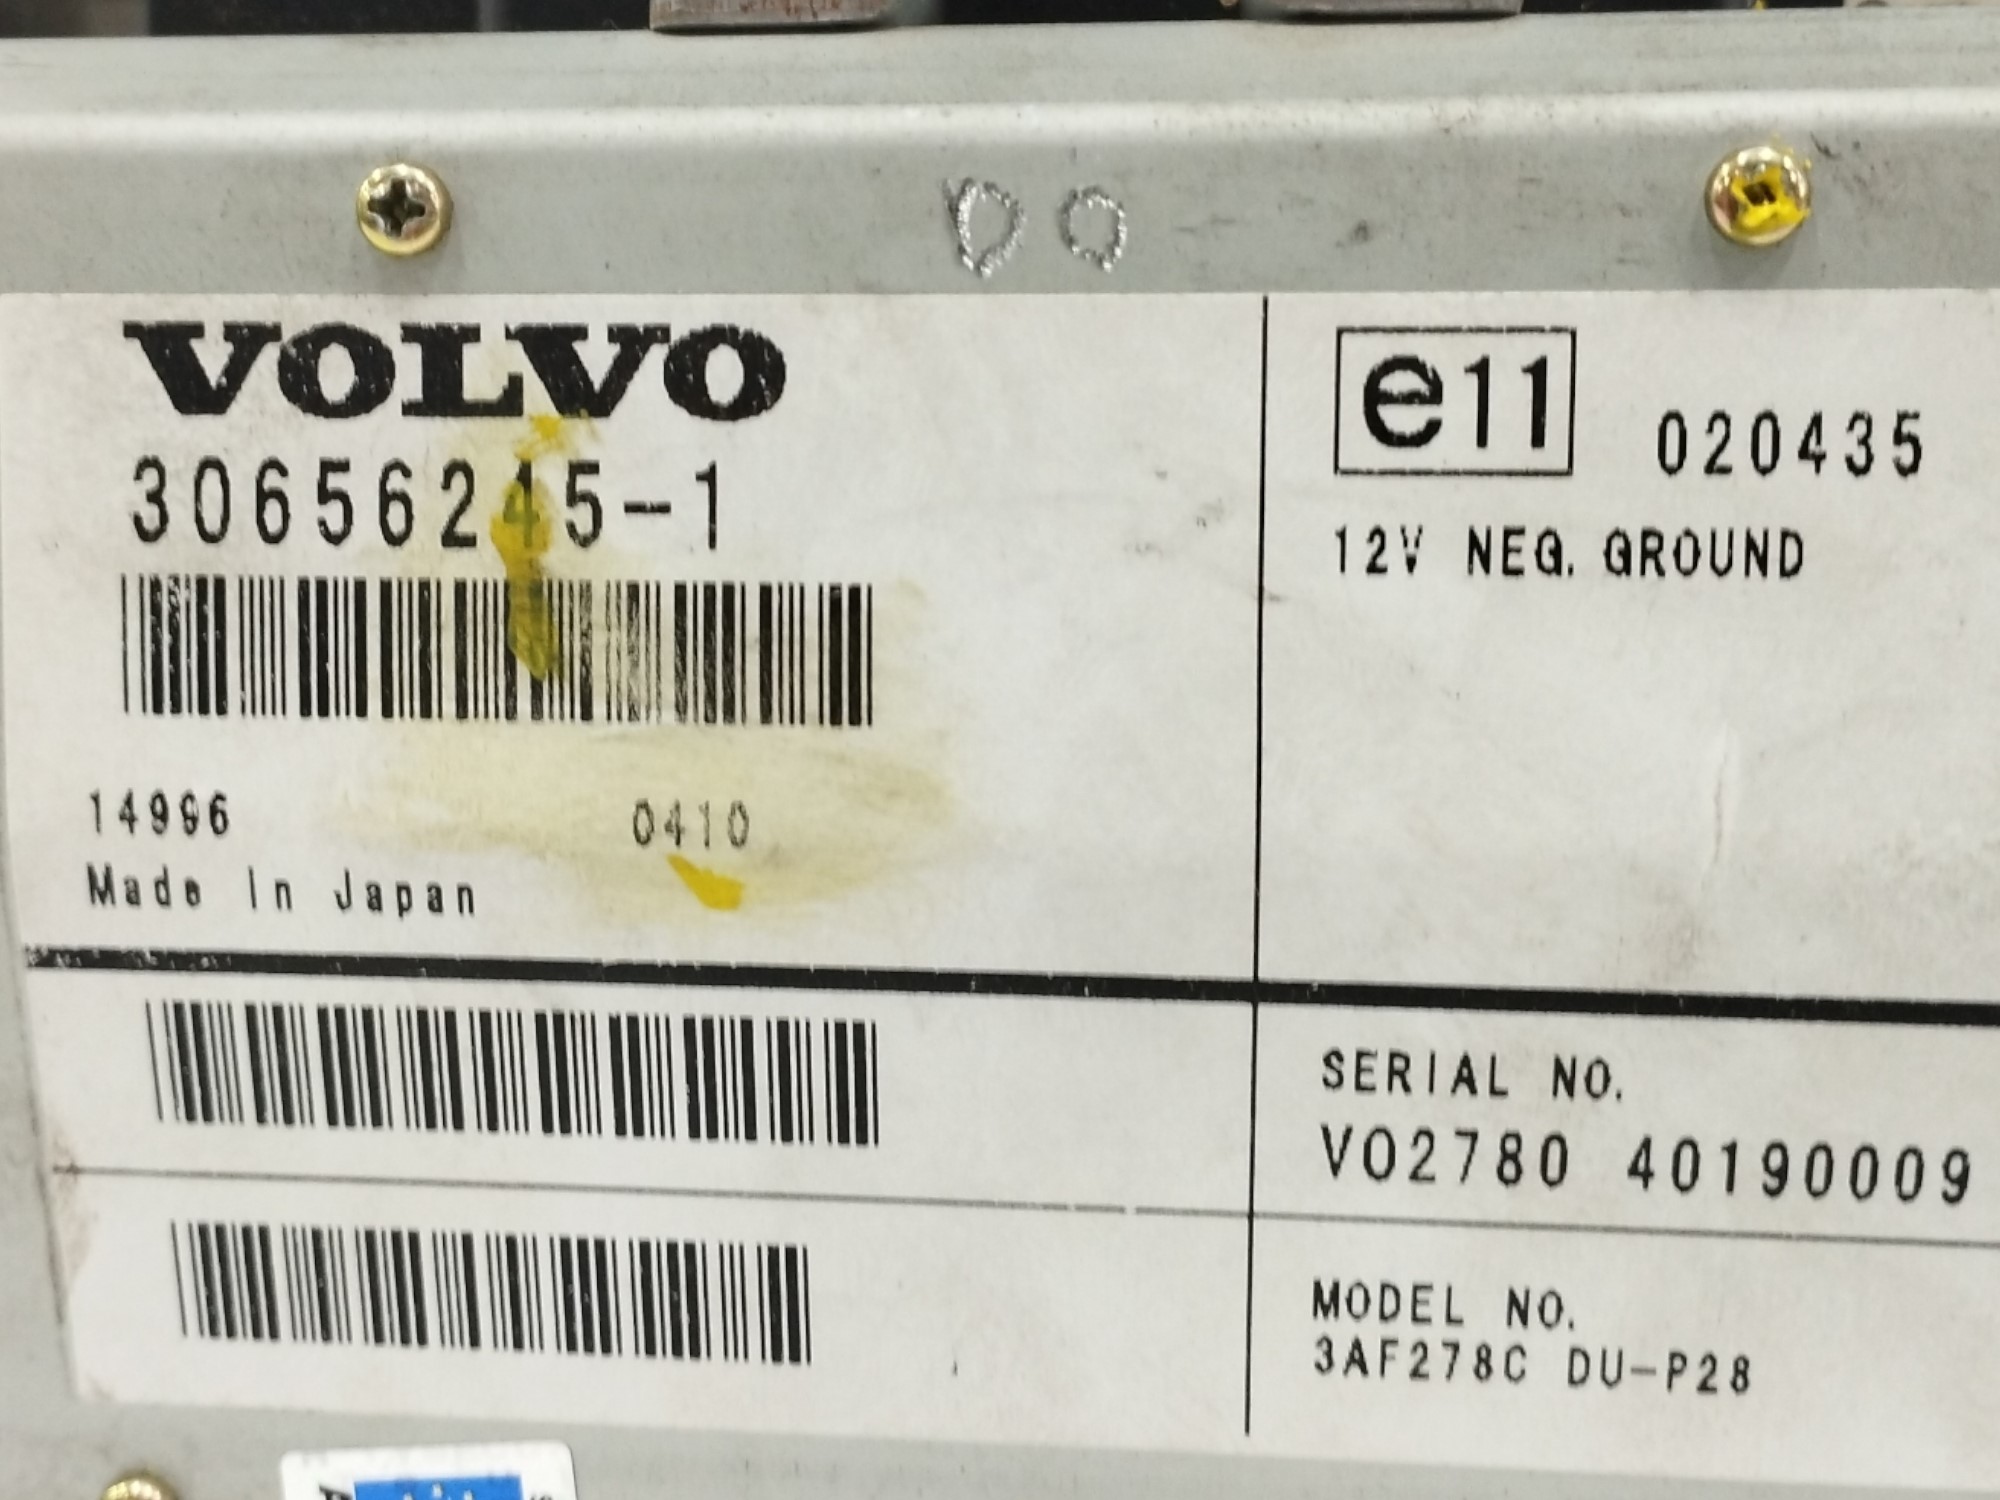 VOLVO
30656245-1
14996 0410
Made In Japan
e11 020435
12V NEG. GROUND
SERIAL NO.
VO2780 40190009
MODEL NO.
3AF278C DU-P28